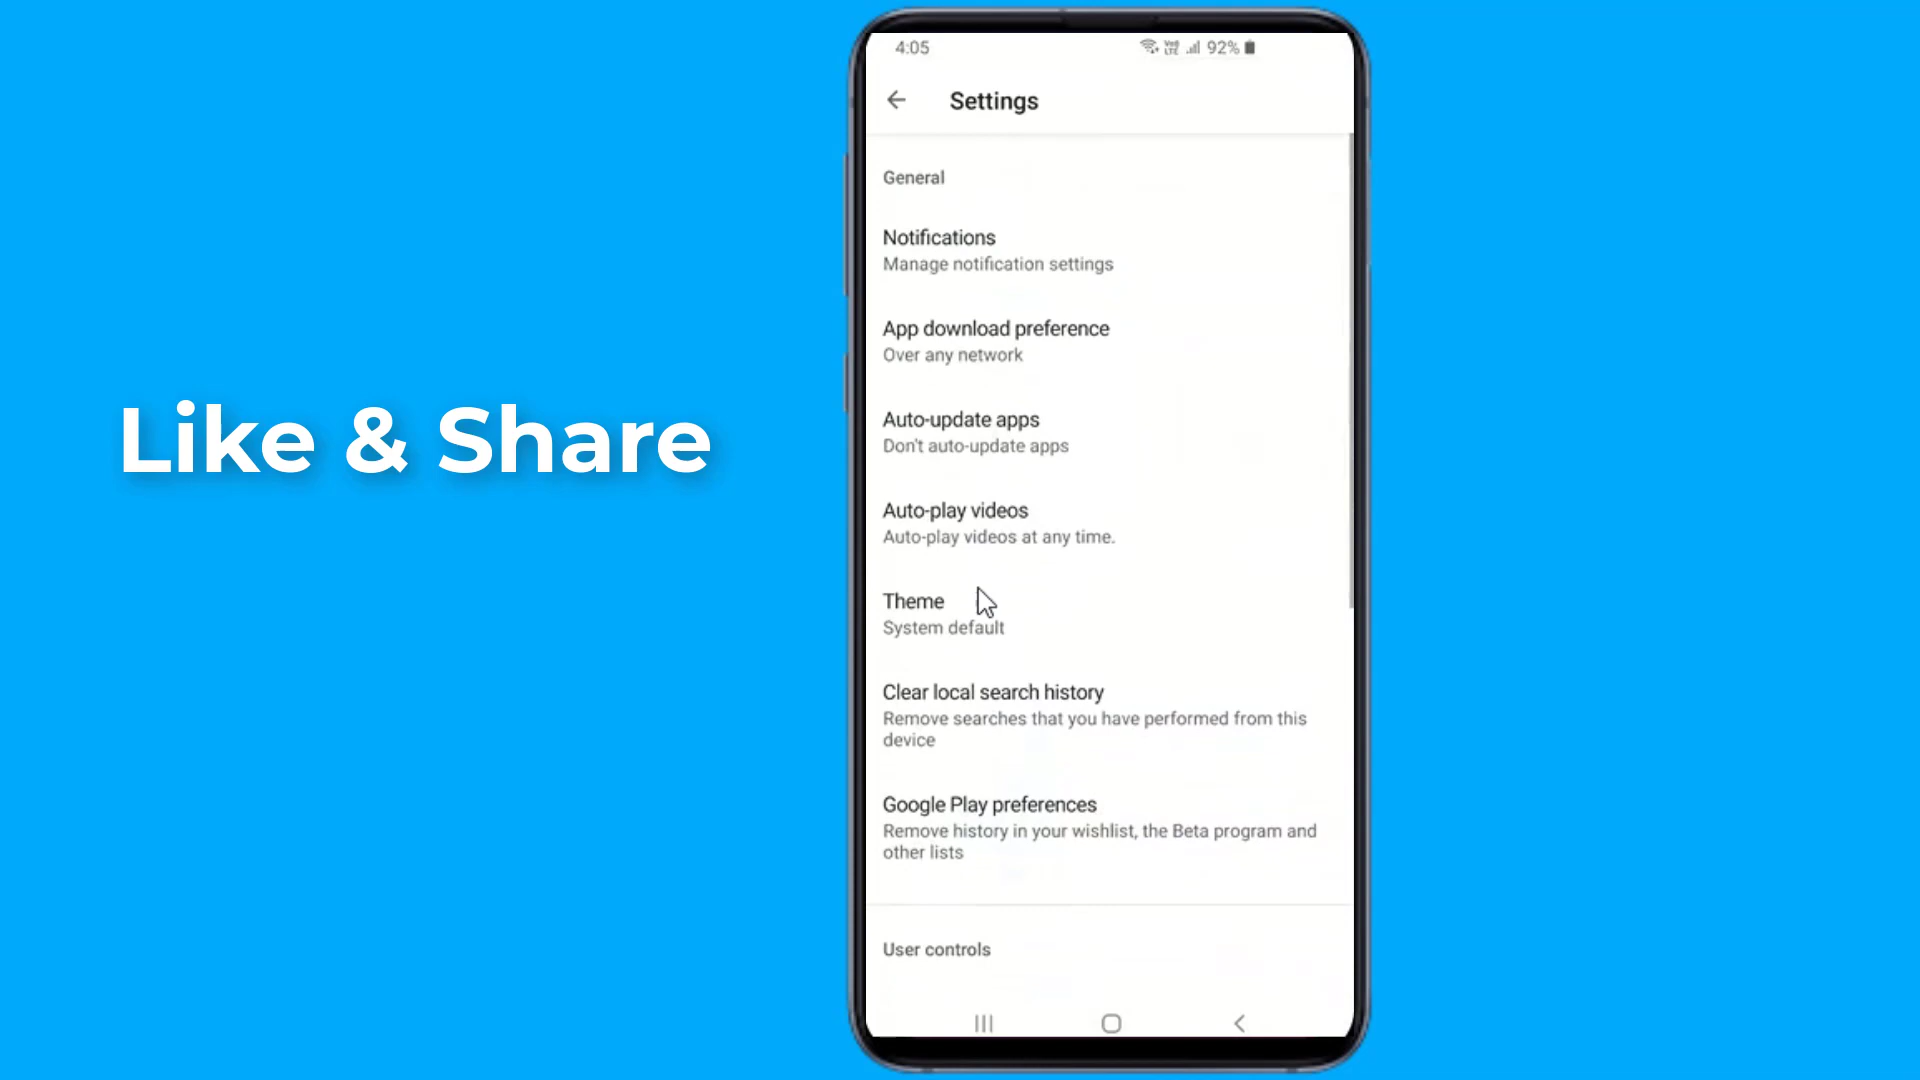 Like & Share
4:05
92%
Settings
General
Notifications
Manage notification settings
App download preference
Over any network
Auto-update apps
Don't auto-update apps
Auto-play videos
Auto-play videos at any time.
Theme
System default
Clear local search history
Remove searches that you have performed from this
device
Google Play preferences
Remove history in your wishlist, the Beta program and
other lists
User controls